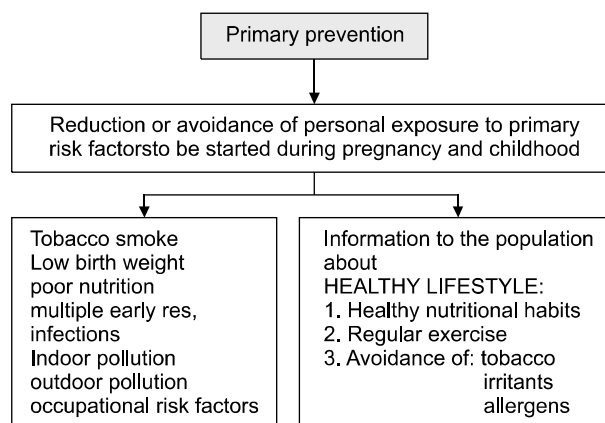 Primary prevention
Reduction or avoidance of personal exposure to primary
risk factorsto be started during pregnancy and childhood
Tobacco smoke
Low birth weight
poor nutrition
multiple early res,
infections
Indoor pollution
outdoor pollution
occupational risk factors
Information to the population
about
HEALTHY LIFESTYLE:
1. Healthy nutritional habits
2. Regular exercise
3. Avoidance of: tobacco
irritants
allergens